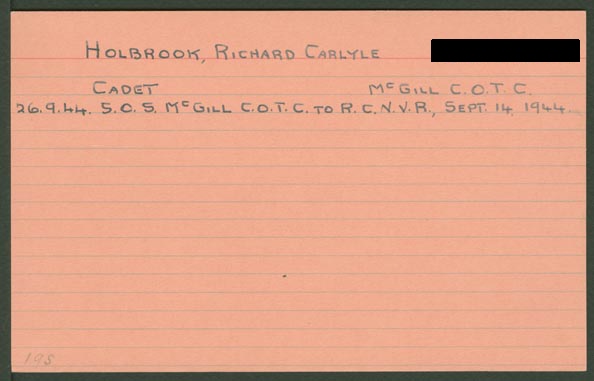 HOLBROOK, RICHARD CARLYLE
CADET McGILL C.O.T.C.
26.9.44. S.O.S. McGILL C.O.T.C. TO R.C.N.V.R., SEPT. 14, 1944.
195